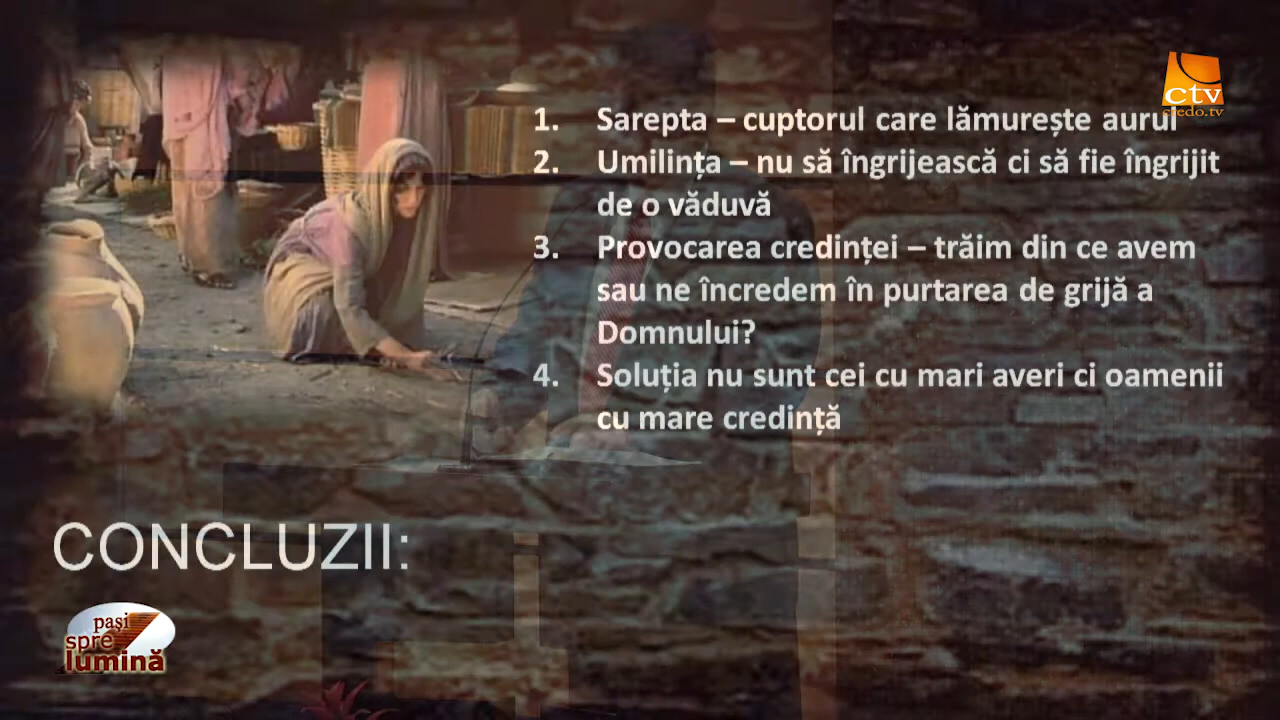 ctv
credo.tv
1. Sarepta – cuptorul care lămurește aurul
2. Umilința – nu să îngrijească ci să fie îngrijit
de o văduvă
3. Provocarea credinței – trăim din ce avem
sau ne încredem în purtarea de grijă a
Domnului?
4. Soluția nu sunt cei cu mari averi ci oamenii
cu mare credință
CONCLUZII:
pași
spre
lumină